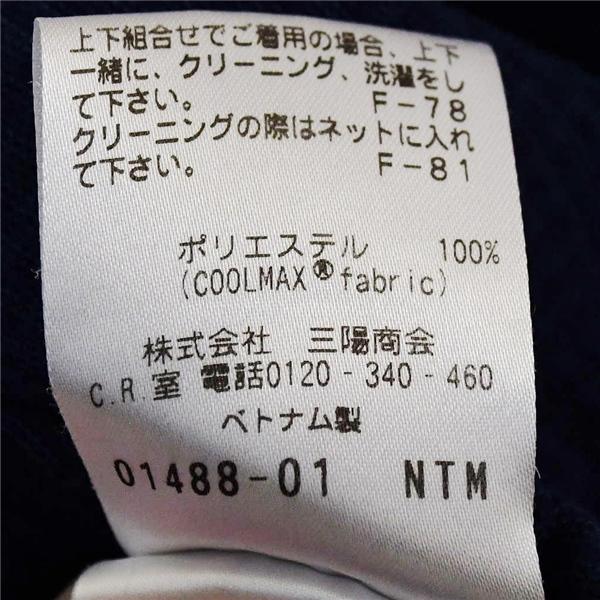 上下組合せでご着用の場合、上下
一緒に、クリーニング、洗濯をし
て下さい。 F-78
クリーニングの際はネットに入れ
て下さい。 F-81
ポリエステル 100%
(COOLMAX®fabric)
株式会社 三陽商会
C.R.室 電話0120-340-460
ベトナム製
01488-01 NTM